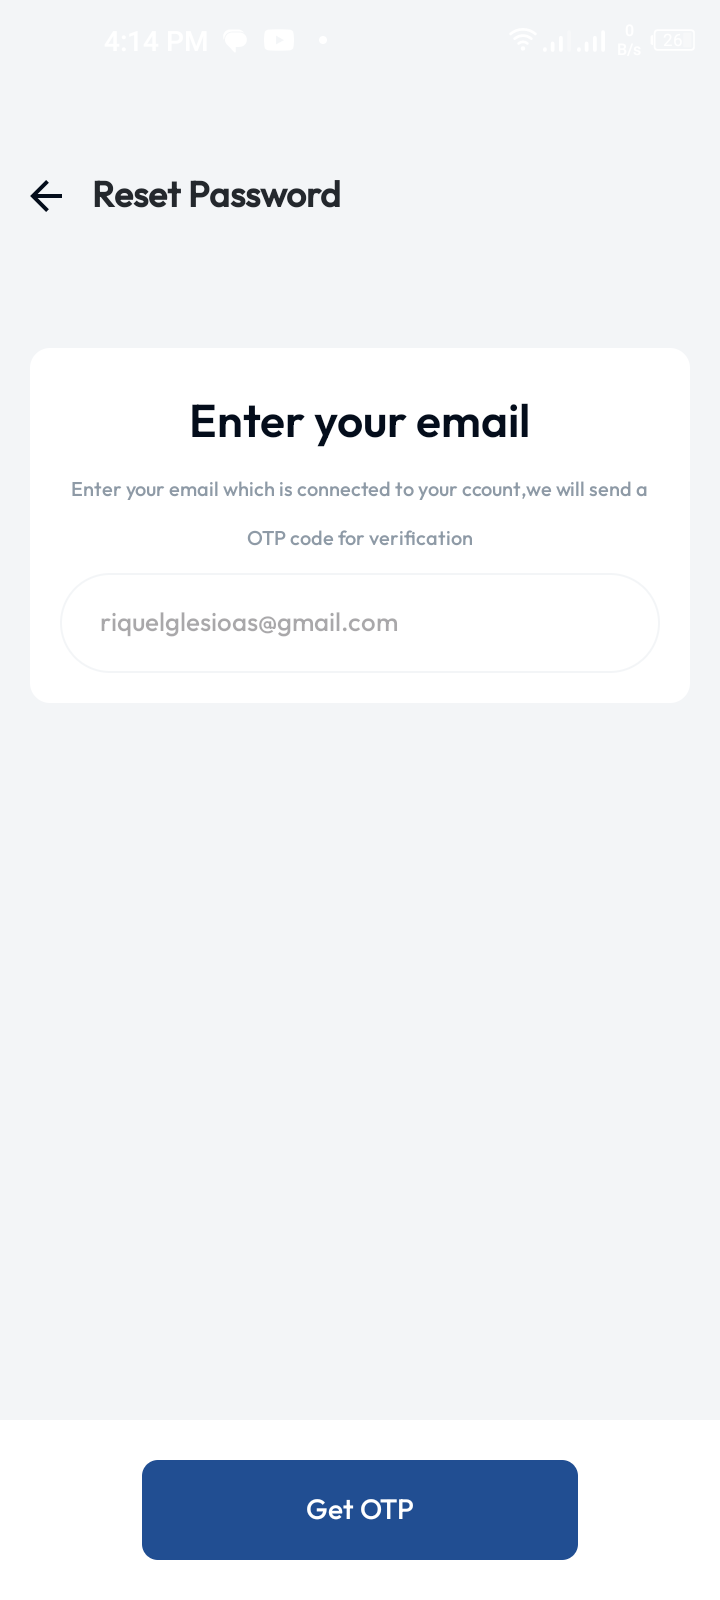 4:14 PM
0
B/s
26
Reset Password
Enter your email
Enter your email which is connected to your ccount,we will send a
OTP code for verification
riquelglesioas@gmail.com
Get OTP